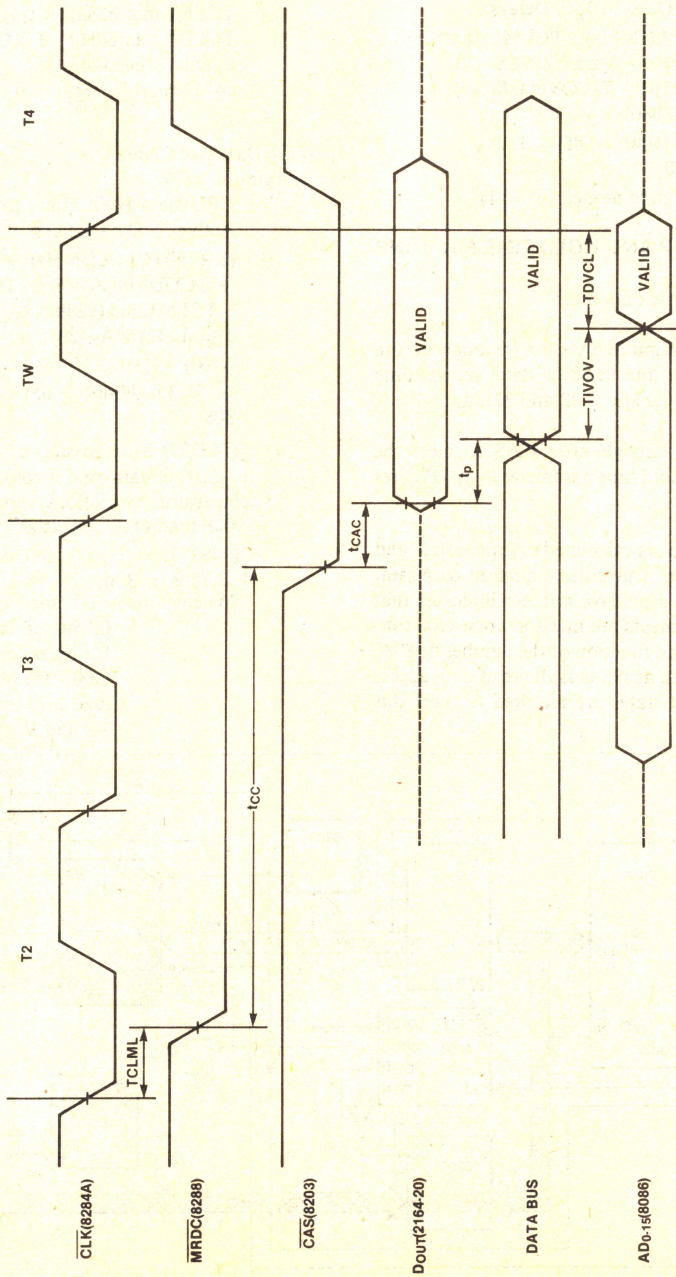 T2 T3 TW T4
CLK(8284A)
TCLML
MRDC(8288)
tCC
CAS(8203)
tCAC
DOUT(2164-20)
VALID
tp
DATA BUS
VALID
TIVOV TDVCL
AD0-15(8086)
VALID